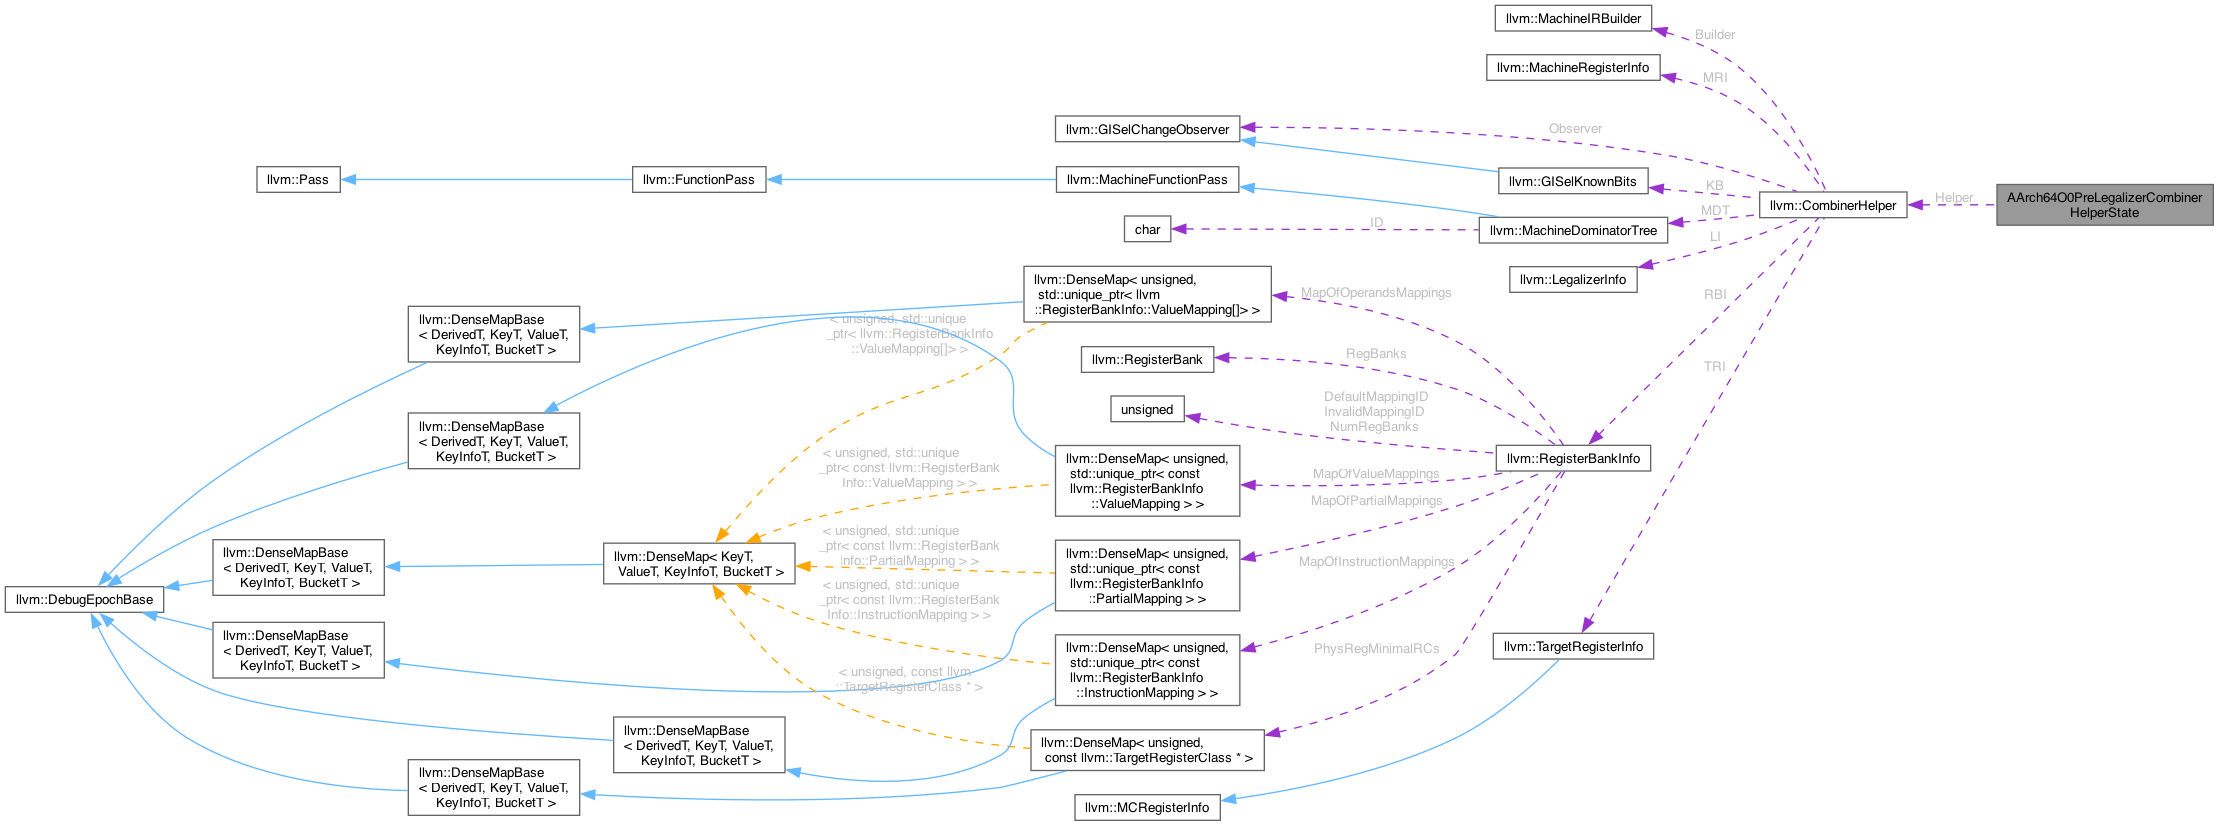 llvm::MachineIRBuilder
Builder
llvm::MachineRegisterInfo
MRI
llvm::GISelChangeObserver
Observer
llvm::Pass
llvm::FunctionPass
llvm::MachineFunctionPass
llvm::GISelKnownBits
KB
llvm::CombinerHelper
Helper
AArch64O0PreLegalizerCombiner
HelperState
char
ID
llvm::MachineDominatorTree
MDT
LI
llvm::LegalizerInfo
llvm::DenseMap< unsigned,
std::unique_ptr< llvm
::RegisterBankInfo::ValueMapping[]> >
MapOfOperandsMappings
RBI
llvm::DenseMapBase
< DerivedT, KeyT, ValueT,
KeyInfoT, BucketT >
< unsigned, std::unique
_ptr< llvm::RegisterBankInfo
::ValueMapping[]> >
llvm::RegisterBank
RegBanks
TRI
unsigned
DefaultMappingID
InvalidMappingID
NumRegBanks
llvm::DenseMapBase
< DerivedT, KeyT, ValueT,
KeyInfoT, BucketT >
< unsigned, std::unique
_ptr< const llvm::RegisterBank
Info::ValueMapping > >
llvm::DenseMap< unsigned,
std::unique_ptr< const
llvm::RegisterBankInfo
::ValueMapping > >
MapOfValueMappings
llvm::RegisterBankInfo
MapOfPartialMappings
llvm::DenseMapBase
< DerivedT, KeyT, ValueT,
KeyInfoT, BucketT >
llvm::DenseMap< KeyT,
ValueT, KeyInfoT, BucketT >
< unsigned, std::unique
_ptr< const llvm::RegisterBank
Info::PartialMapping > >
llvm::DenseMap< unsigned,
std::unique_ptr< const
llvm::RegisterBankInfo
::PartialMapping > >
MapOfInstructionMappings
llvm::DebugEpochBase
< unsigned, std::unique
_ptr< const llvm::RegisterBank
Info::InstructionMapping > >
llvm::DenseMapBase
< DerivedT, KeyT, ValueT,
KeyInfoT, BucketT >
llvm::DenseMap< unsigned,
std::unique_ptr< const
llvm::RegisterBankInfo
::InstructionMapping > >
PhysRegMinimalRCs
llvm::TargetRegisterInfo
< unsigned, const llvm
::TargetRegisterClass * >
llvm::DenseMapBase
< DerivedT, KeyT, ValueT,
KeyInfoT, BucketT >
llvm::DenseMap< unsigned,
const llvm::TargetRegisterClass * >
llvm::DenseMapBase
< DerivedT, KeyT, ValueT,
KeyInfoT, BucketT >
llvm::MCRegisterInfo